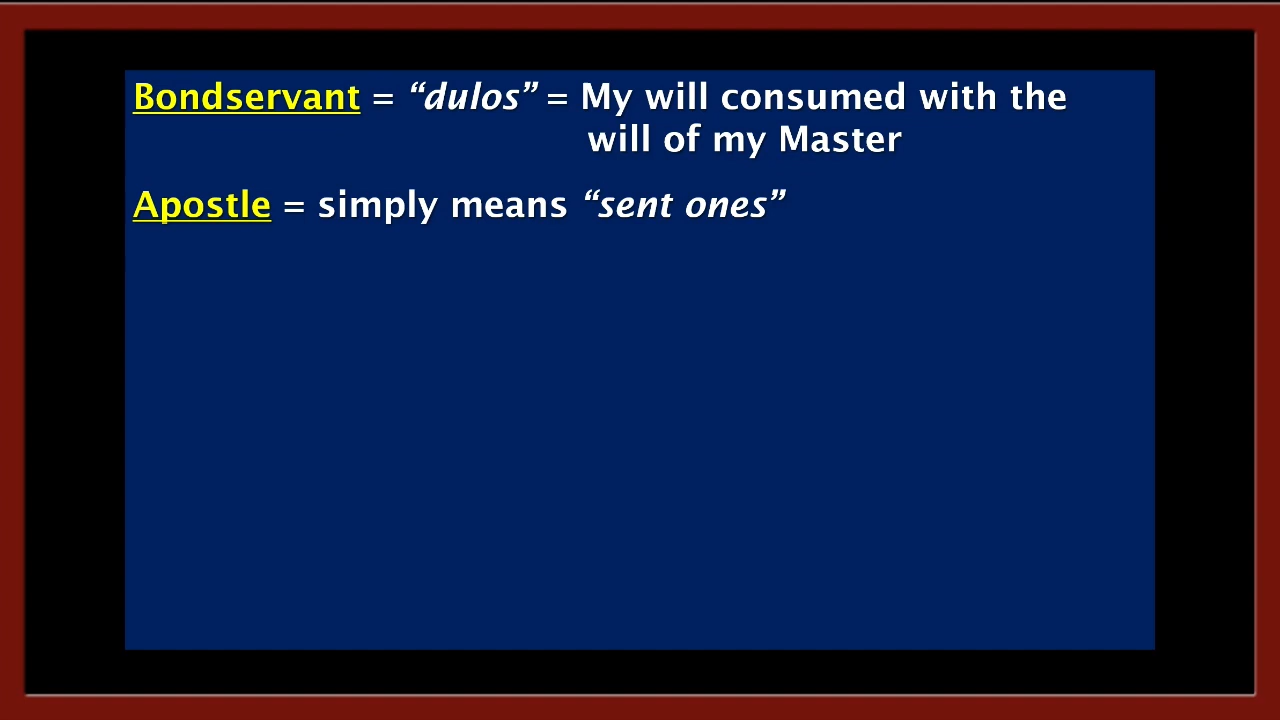 Bondservant = “dulos” = My will consumed with the
will of my Master
Apostle = simply means “sent ones”